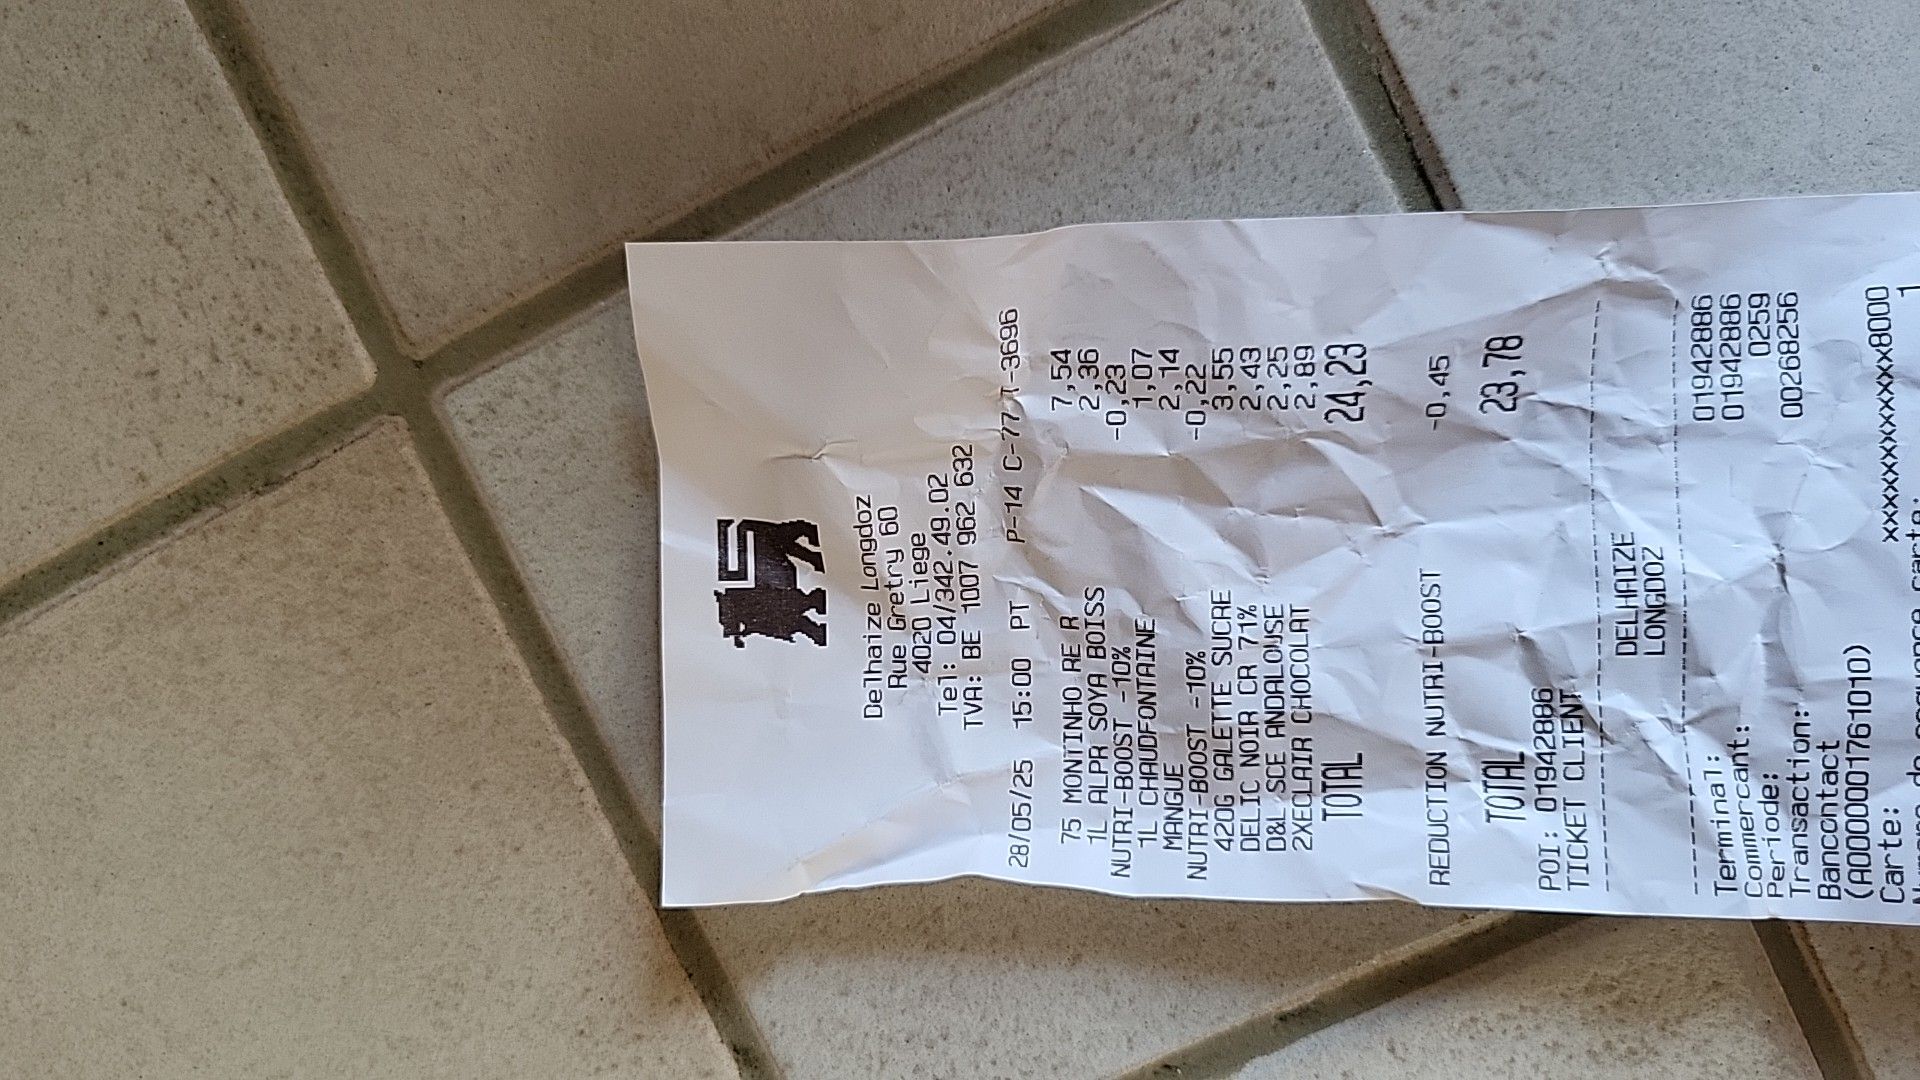 Delhaize Longdoz
Rue Gretry 60
4020 Liege
Tel: 04/342.49.02
TVA: BE 1007 962 632
28/05/25 15:00 PT P-14 C-77 T-3696
75 MONTINHO RE R 7,54
1L ALPR SOYA BOISS 2,36
NUTRI-BOOST -10% -0,23
1L CHAUDFONTAINE 1,07
MANGUE 2,14
NUTRI-BOOST -10% -0,22
420G GALETTE SUCRE 3,55
DELIC NOIR CR 71% 2,43
D&L SCE ANDALOUSE 2,25
2XECLAIR CHOCOLAT 2,89
TOTAL 24,23
REDUCTION NUTRI-BOOST -0,45
TOTAL 23,78
POI: 01942886
TICKET CLIENT
DELHAIZE
LONGDOZ
Terminal: 01942886
Commercant: 01942886
Periode: 0259
Transaction: 00268256
Bancontact
(A0000001761010)
Carte: xxxxxxxxxxxxx8000